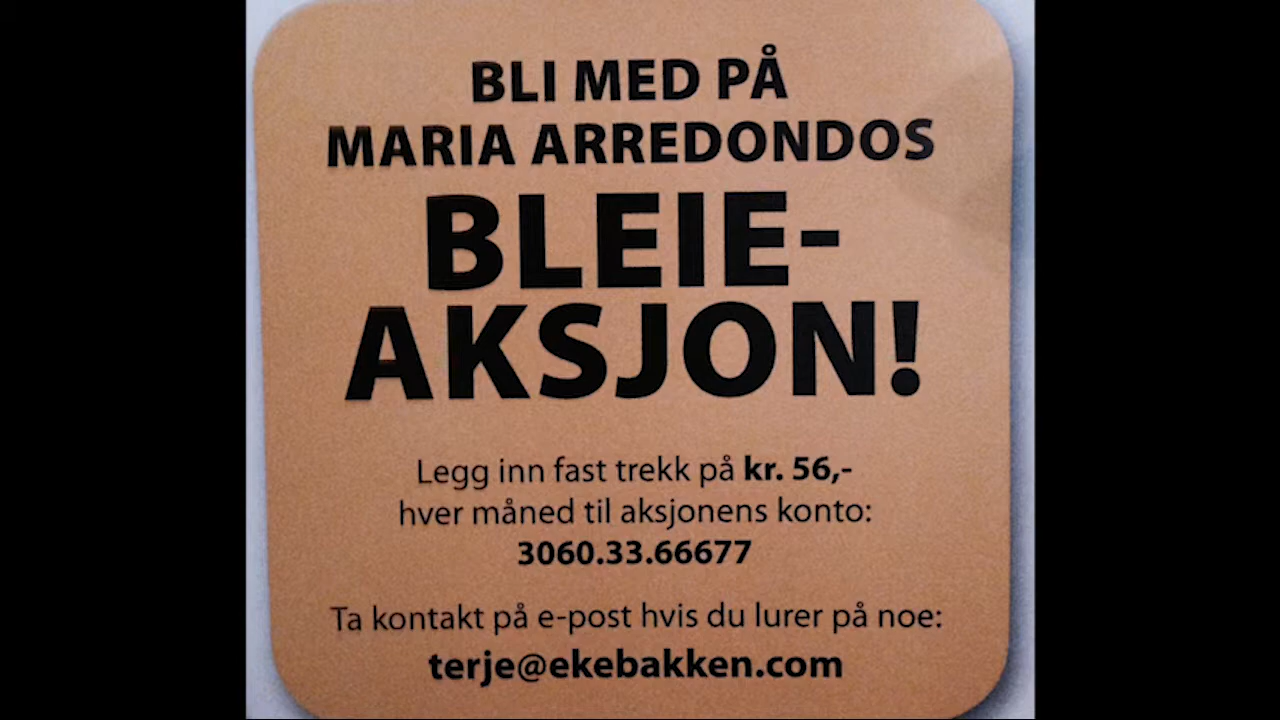 BLI MED PÅ
MARIA ARREDONDOS
BLEIE-
AKSJON!
Legg inn fast trekk på kr. 56,-
hver måned til aksjonens konto:
3060.33.66677
Ta kontakt på e-post hvis du lurer på noe:
terje@ekebakken.com